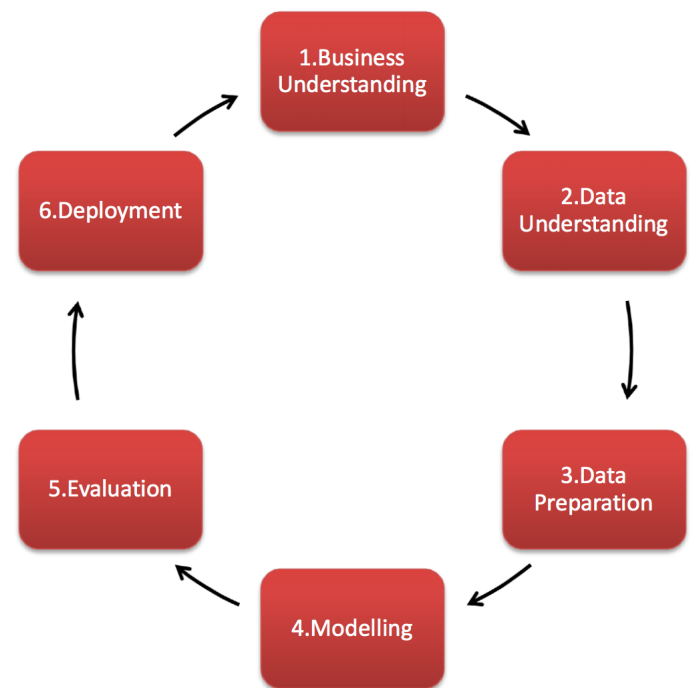 1.Business
Understanding
2.Data
Understanding
3.Data
Preparation
4.Modelling
5.Evaluation
6.Deployment